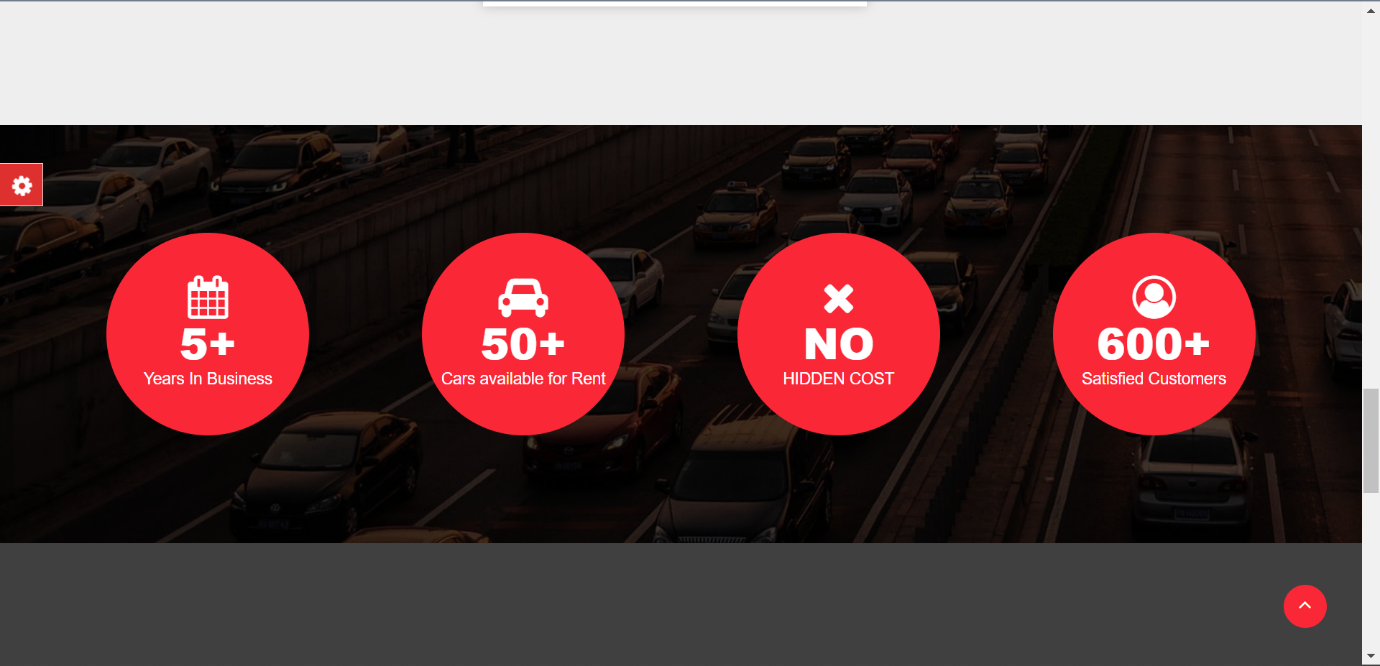 5+
Years In Business
50+
Cars available for Rent
NO
HIDDEN COST
600+
Satisfied Customers